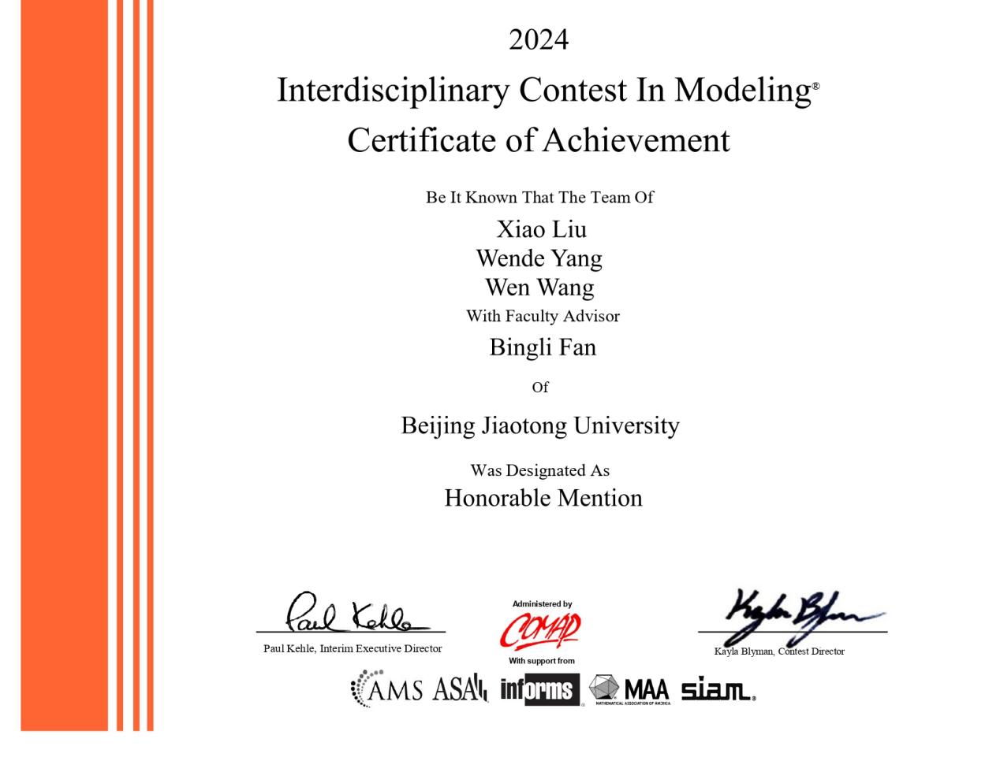 2024
Interdisciplinary Contest In Modeling®
Certificate of Achievement
Be It Known That The Team Of
Xiao Liu
Wende Yang
Wen Wang
With Faculty Advisor
Bingli Fan
Of
Beijing Jiaotong University
Was Designated As
Honorable Mention
Paul Kehle
Paul Kehle, Interim Executive Director
Administered by
COMAP
With support from
Kayla Blyman
Kayla Blyman, Contest Director
AMS ASA informs MAA siam®
MATHEMATICAL ASSOCIATION OF AMERICA